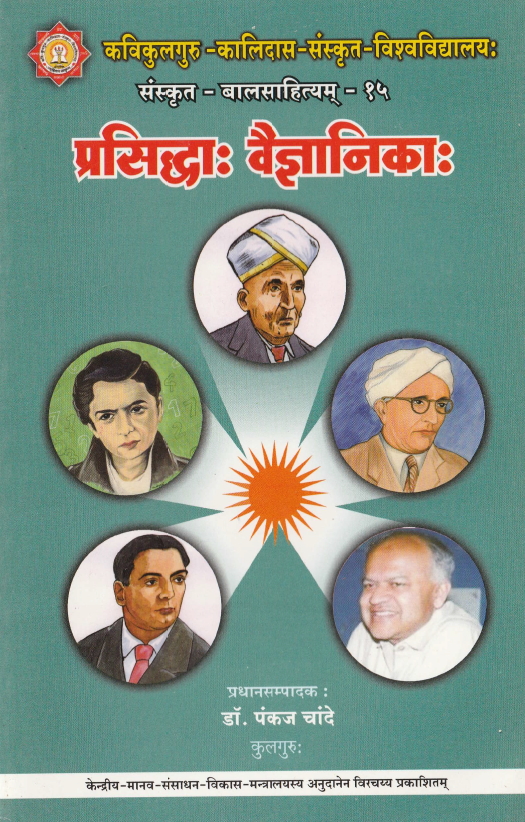 कविकुलगुरु -कालिदास-संस्कृत-विश्वविद्यालय:
संस्कृत - बालसाहित्यम् - १५
प्रसिद्धाः वैज्ञानिकाः
प्रधानसम्पादक :
डॉ. पंकज चांदे
कुलगुरु:
केन्द्रीय-मानव-संसाधन-विकास-मन्त्रालयस्य अनुदानेन विरचय्य प्रकाशितम्